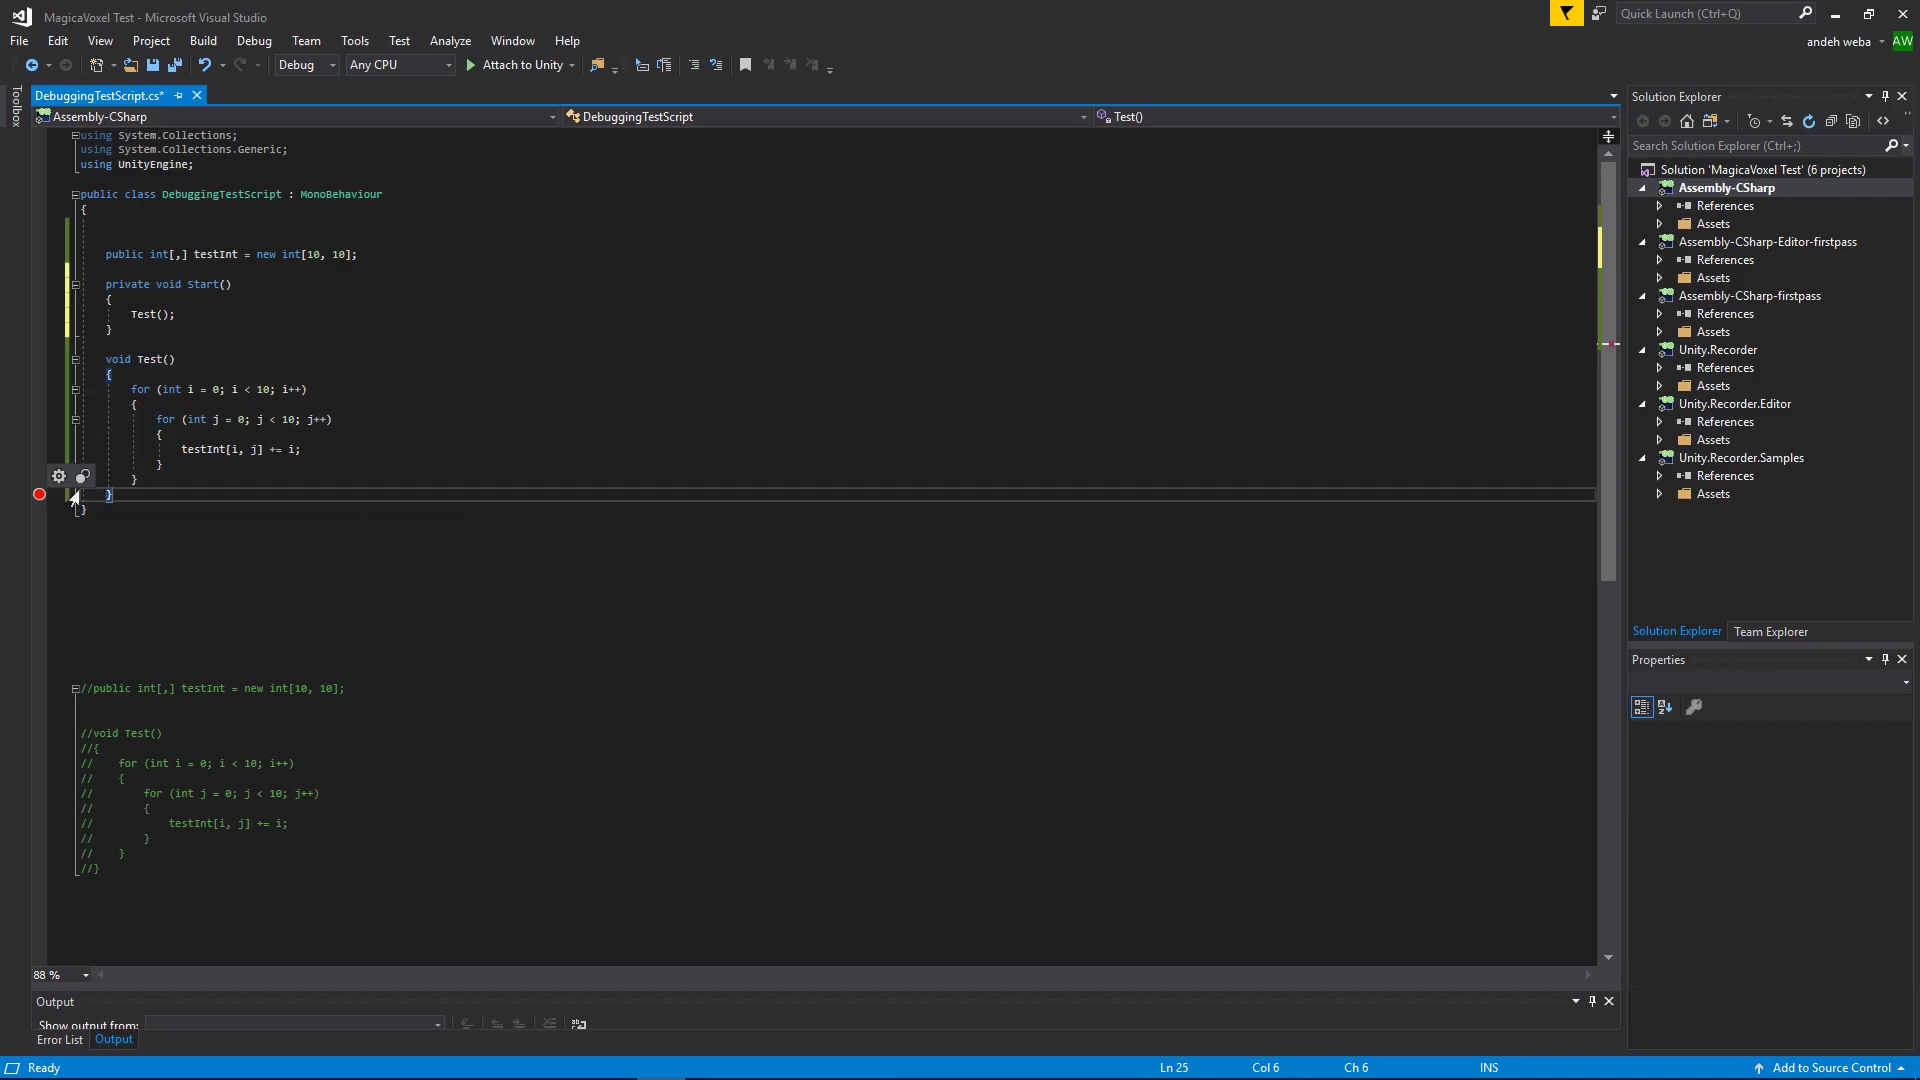 MagicaVoxel Test - Microsoft Visual Studio
Quick Launch (Ctrl+Q)
File Edit View Project Build Debug Team Tools Test Analyze Window Help
andeh weba AW
Debug Any CPU Attach to Unity
Toolbox
DebuggingTestScript.cs*
Assembly-CSharp DebuggingTestScript Test()
using System.Collections;
using System.Collections.Generic;
using UnityEngine;
public class DebuggingTestScript : MonoBehaviour
{
public int[,] testInt = new int[10, 10];
private void Start()
{
Test();
}
void Test()
{
for (int i = 0; i < 10; i++)
{
for (int j = 0; j < 10; j++)
{
testInt[i, j] += i;
}
}
}
}
//public int[,] testInt = new int[10, 10];
//void Test()
//{
//    for (int i = 0; i < 10; i++)
//    {
//        for (int j = 0; j < 10; j++)
//        {
//            testInt[i, j] += i;
//        }
//    }
//}
88 %
Output
Show output from:
Error List Output
Solution Explorer
Search Solution Explorer (Ctrl+;)
Solution 'MagicaVoxel Test' (6 projects)
Assembly-CSharp
References
Assets
Assembly-CSharp-Editor-firstpass
References
Assets
Assembly-CSharp-firstpass
References
Assets
Unity.Recorder
References
Assets
Unity.Recorder.Editor
References
Assets
Unity.Recorder.Samples
References
Assets
Solution Explorer Team Explorer
Properties
Ready Ln 25 Col 6 Ch 6 INS Add to Source Control